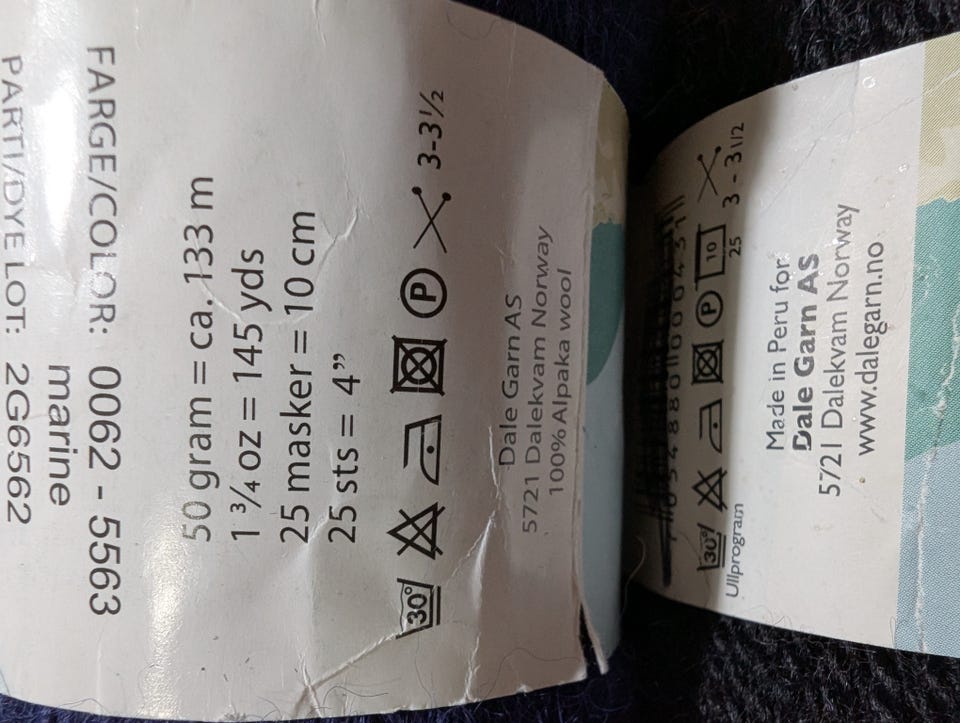 PARTI/DYE LOT: 2G6562
FARGE/COLOR: 0062 - 5563
marine
50 gram = ca. 133 m
1 ¾ oz = 145 yds
25 masker = 10 cm
25 sts = 4”
30° P 3-3½
Dale Garn AS
5721 Dalekvam Norway
100% Alpaka wool
30° P 10 25 3 - 3 1/2
Ullprogram
Made in Peru for
Dale Garn AS
5721 Dalekvam Norway
www.dalegarn.no